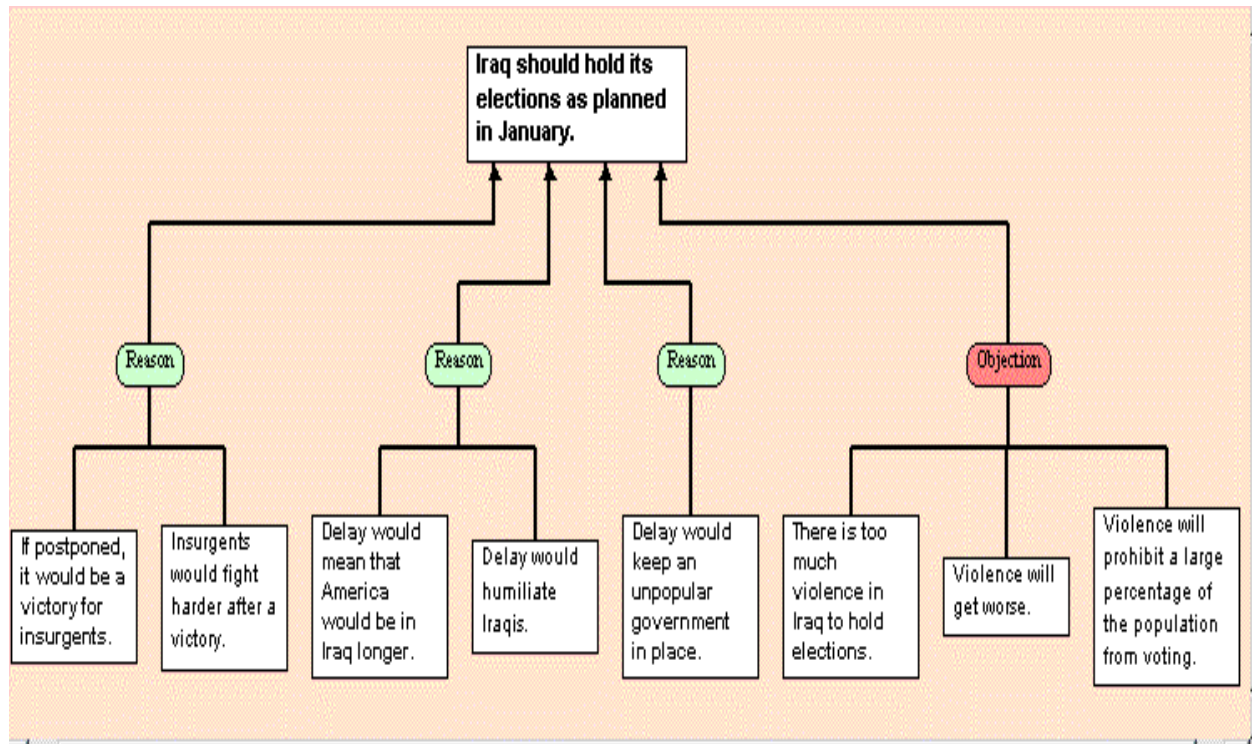 Iraq should hold its
elections as planned
in January.
Reason
Reason
Reason
Objection
If postponed,
it would be a
victory for
insurgents.
Insurgents
would fight
harder after a
victory.
Delay would
mean that
America
would be in
Iraq longer.
Delay would
humiliate
Iraqis.
Delay would
keep an
unpopular
government
in place.
There is too
much
violence in
Iraq to hold
elections.
Violence will
get worse.
Violence will
prohibit a large
percentage of
the population
from voting.